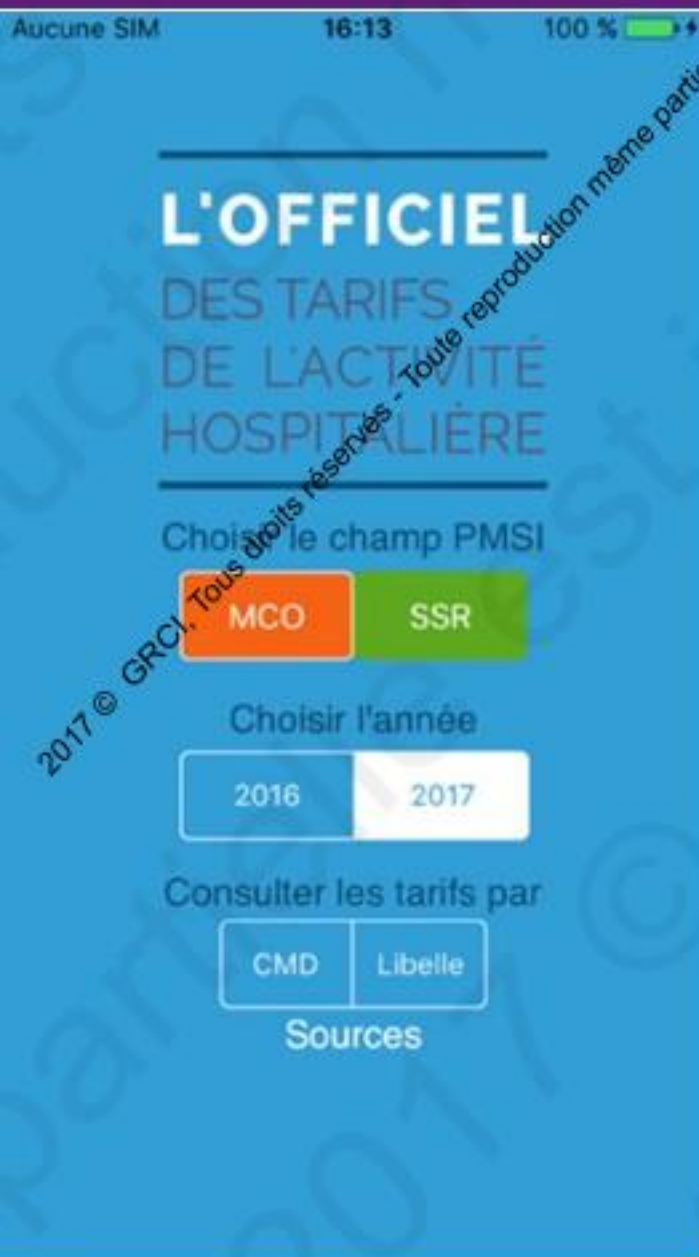 Aucune SIM 16:13 100 %
L'OFFICIEL
DES TARIFS
DE L'ACTIVITÉ
HOSPITALIÈRE
Choisir le champ PMSI
MCO SSR
Choisir l'année
2016 2017
Consulter les tarifs par
CMD Libelle
Sources
2017 © GRCI, Tous droits réservés - Toute reproduction même partie